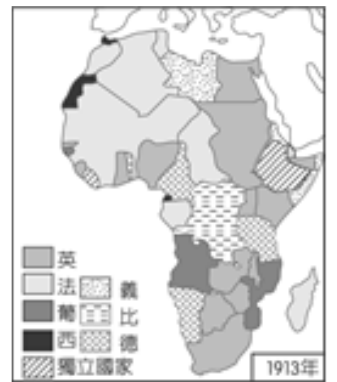 英
法 義
葡 比
西 德
獨立國家
1913年